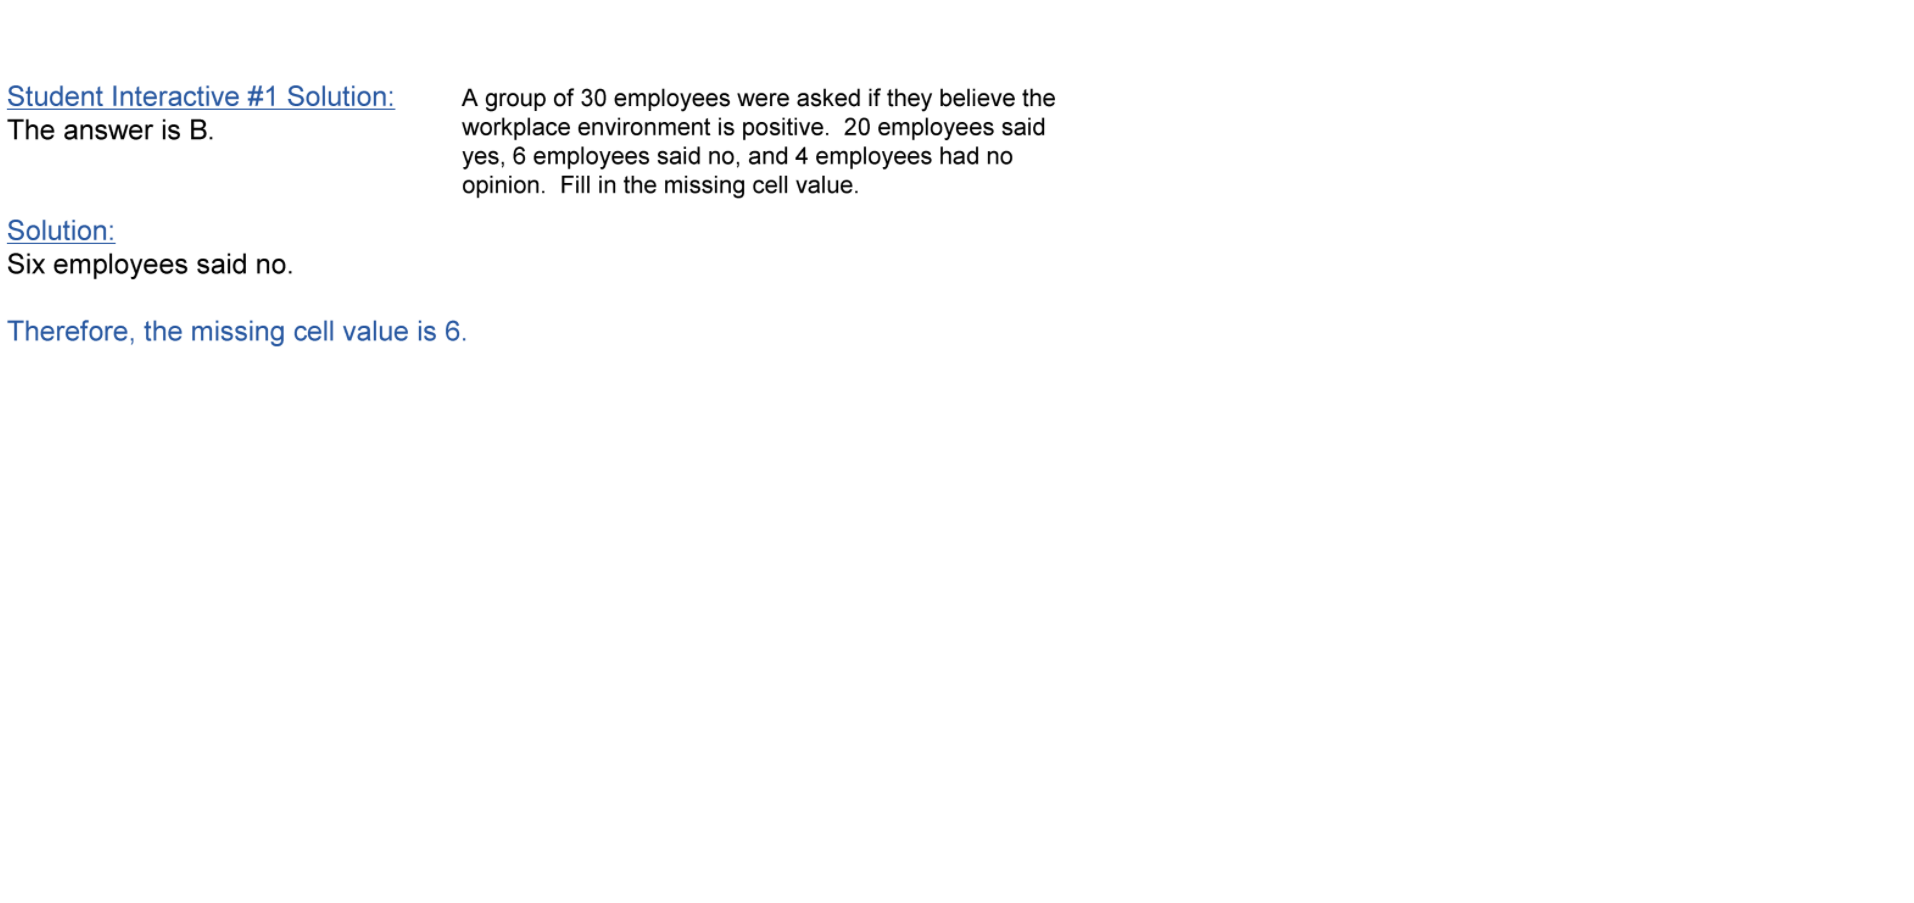 Student Interactive #1 Solution:
The answer is B.
A group of 30 employees were asked if they believe the
workplace environment is positive.  20 employees said
yes, 6 employees said no, and 4 employees had no
opinion.  Fill in the missing cell value.
Solution:
Six employees said no.
Therefore, the missing cell value is 6.